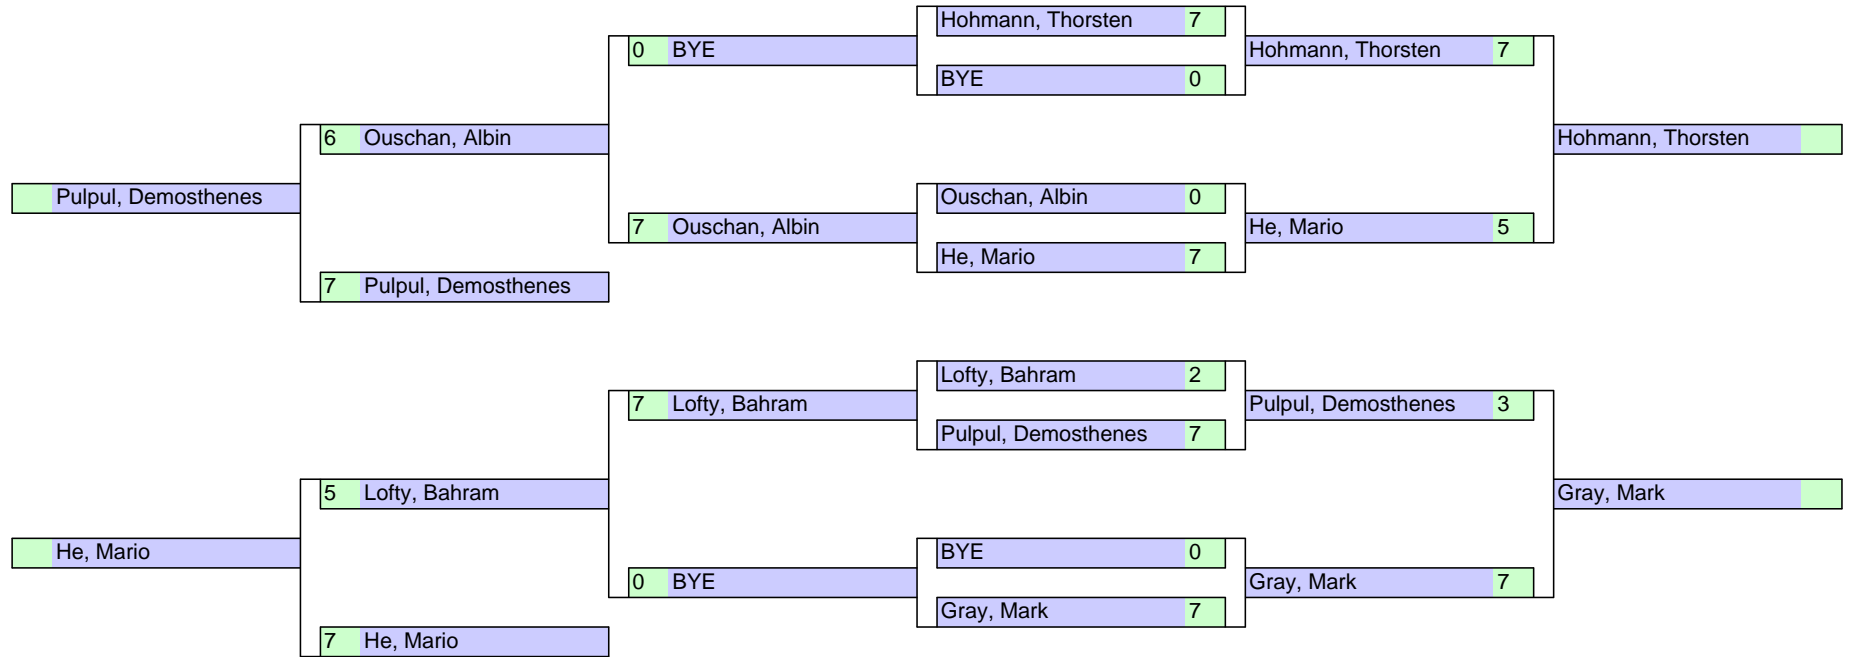 Hohmann, Thorsten 7
0 BYE
Hohmann, Thorsten 7
BYE 0
6 Ouschan, Albin
Hohmann, Thorsten
Pulpul, Demosthenes
Ouschan, Albin 0
7 Ouschan, Albin
He, Mario 5
He, Mario 7
7 Pulpul, Demosthenes
Lofty, Bahram 2
7 Lofty, Bahram
Pulpul, Demosthenes 3
Pulpul, Demosthenes 7
5 Lofty, Bahram
Gray, Mark
He, Mario
BYE 0
0 BYE
Gray, Mark 7
Gray, Mark 7
7 He, Mario